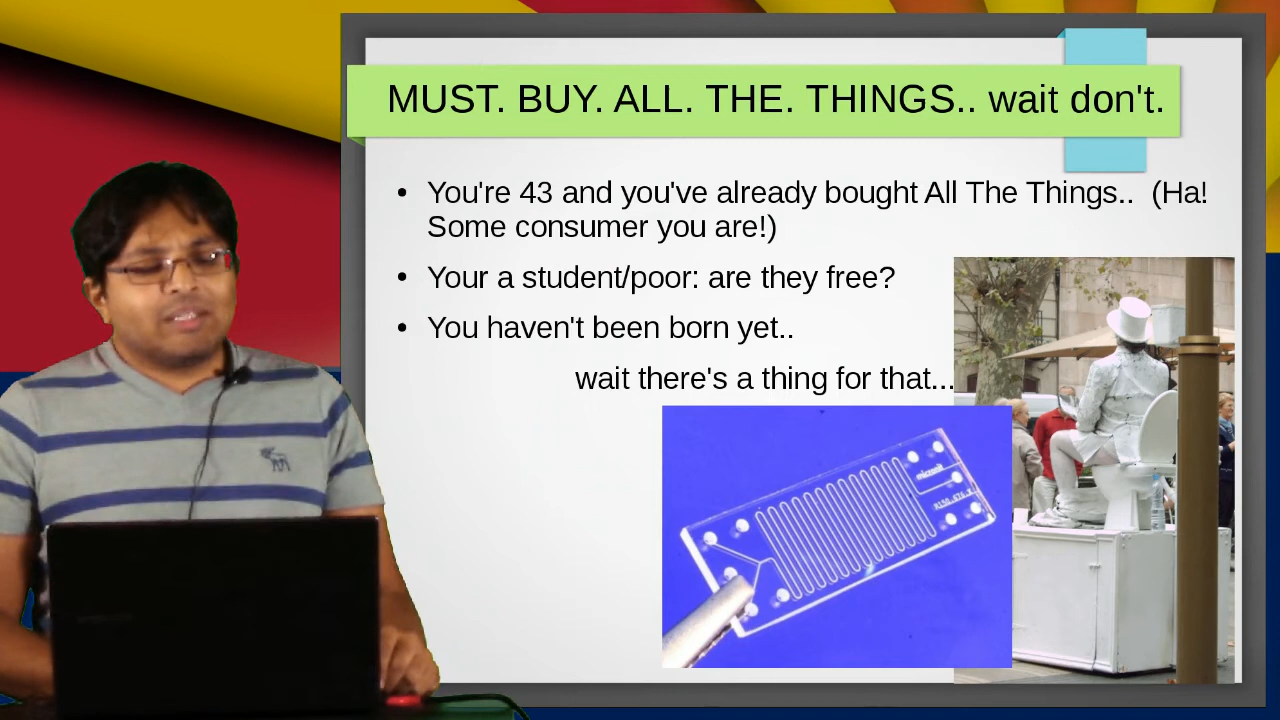 MUST. BUY. ALL. THE. THINGS.. wait don't.
You're 43 and you've already bought All The Things..  (Ha!
Some consumer you are!)
Your a student/poor: are they free?
You haven't been born yet..
wait there's a thing for that...
micronit